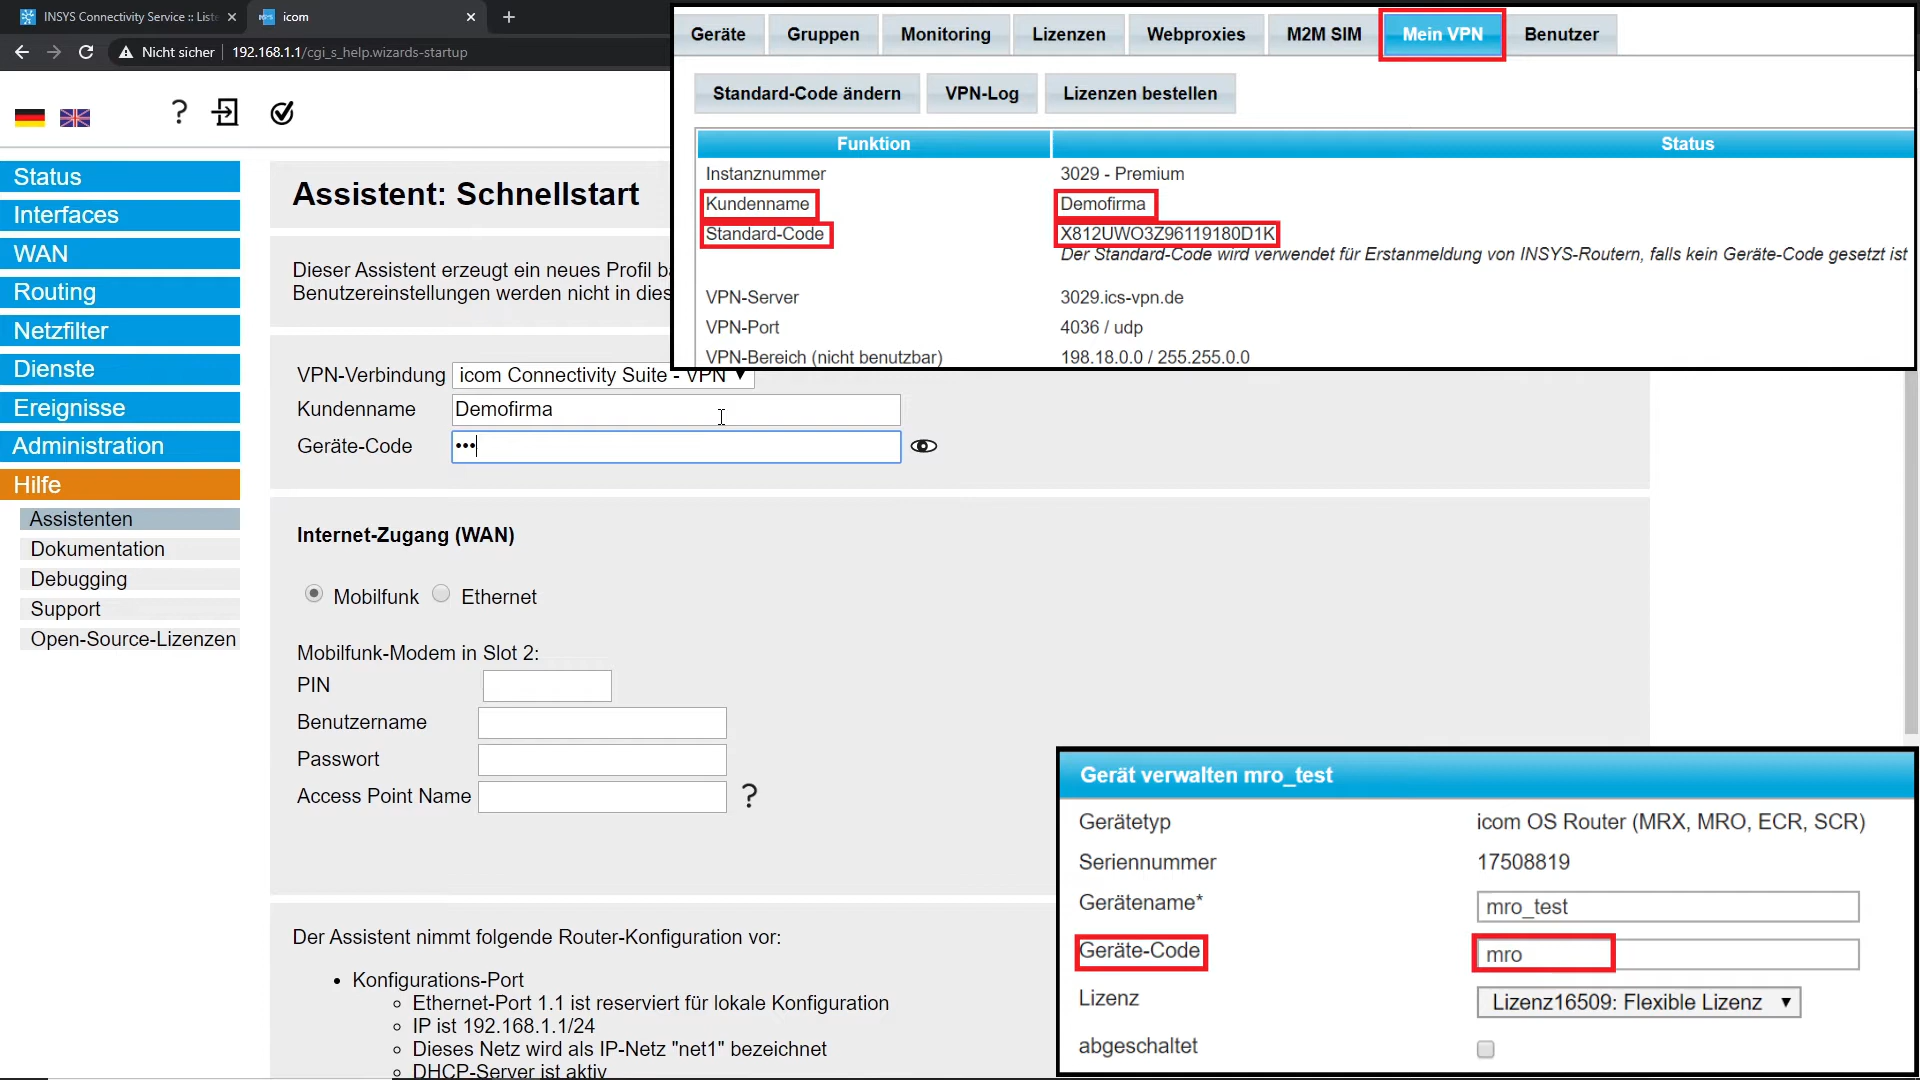 INSYS Connectivity Service :: Liste
icom
Nicht sicher
192.168.1.1/cgi_s_help.wizards-startup
?
Status
Interfaces
WAN
Routing
Netzfilter
Dienste
Ereignisse
Administration
Hilfe
Assistenten
Dokumentation
Debugging
Support
Open-Source-Lizenzen
Assistent: Schnellstart
Dieser Assistent erzeugt ein neues Profil
Benutzereinstellungen werden nicht in
VPN-Verbindung icom Connectivity Suite - VPN
Kundenname Demofirma
Geräte-Code •••
Internet-Zugang (WAN)
Mobilfunk Ethernet
Mobilfunk-Modem in Slot 2:
PIN
Benutzername
Passwort
Access Point Name ?
Der Assistent nimmt folgende Router-Konfiguration vor:
• Konfigurations-Port
Ethernet-Port 1.1 ist reserviert für lokale Konfiguration
IP ist 192.168.1.1/24
Dieses Netz wird als IP-Netz "net1" bezeichnet
DHCP-Server ist aktiv
Geräte Gruppen Monitoring Lizenzen Webproxies M2M SIM Mein VPN Benutzer
Standard-Code ändern VPN-Log Lizenzen bestellen
Funktion Status
Instanznummer 3029 - Premium
Kundenname Demofirma
Standard-Code X812UWO3Z96119180D1K
Der Standard-Code wird verwendet für Erstanmeldung von INSYS-Routern, falls kein Geräte-Code gesetzt ist
VPN-Server 3029.ics-vpn.de
VPN-Port 4036 / udp
VPN-Bereich (nicht benutzbar) 198.18.0.0 / 255.255.0.0
Gerät verwalten mro_test
Gerätetyp icom OS Router (MRX, MRO, ECR, SCR)
Seriennummer 17508819
Gerätename* mro_test
Geräte-Code mro
Lizenz Lizenz16509: Flexible Lizenz
abgeschaltet